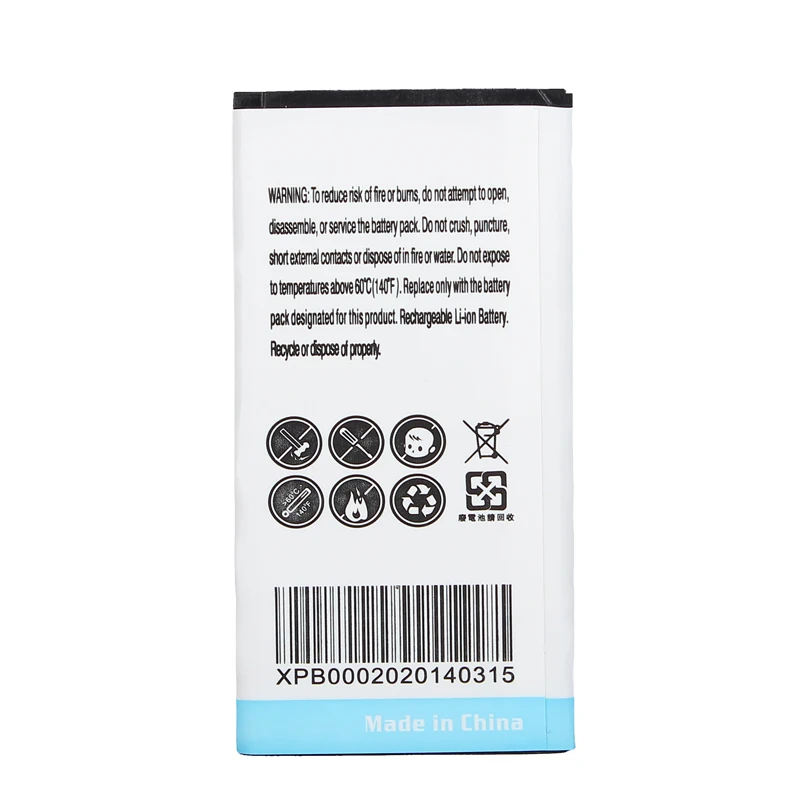 WARNING: To reduce risk of fire or burns, do not attempt to open,
disassemble, or service the battery pack. Do not crush, puncture,
short external contacts or dispose of in fire or water. Do not expose
to temperatures above 60℃(140℉). Replace only with the battery
pack designated for this product. Rechargeable Li-ion Battery.
Recycle or dispose of properly.
>60℃
140℉
廢電池請回收
XPB0002020140315
Made in China